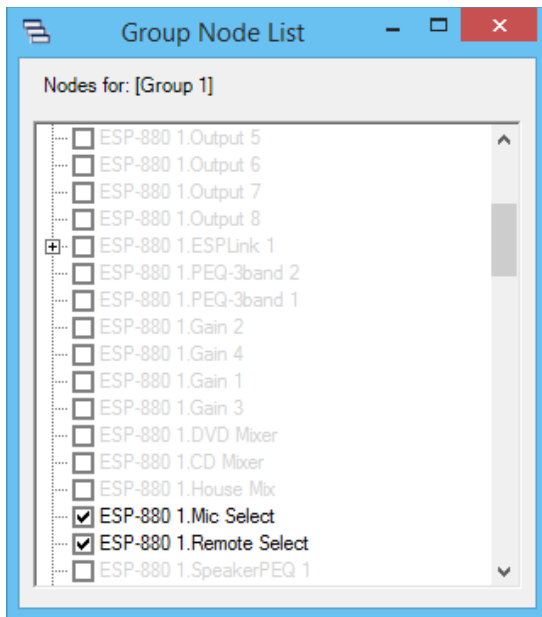 Group Node List
Nodes for: [Group 1]
ESP-880 1.Output 5
ESP-880 1.Output 6
ESP-880 1.Output 7
ESP-880 1.Output 8
ESP-880 1.ESPLink 1
ESP-880 1.PEQ-3band 2
ESP-880 1.PEQ-3band 1
ESP-880 1.Gain 2
ESP-880 1.Gain 4
ESP-880 1.Gain 1
ESP-880 1.Gain 3
ESP-880 1.DVD Mixer
ESP-880 1.CD Mixer
ESP-880 1.House Mix
ESP-880 1.Mic Select
ESP-880 1.Remote Select
ESP-880 1.SpeakerPEQ 1